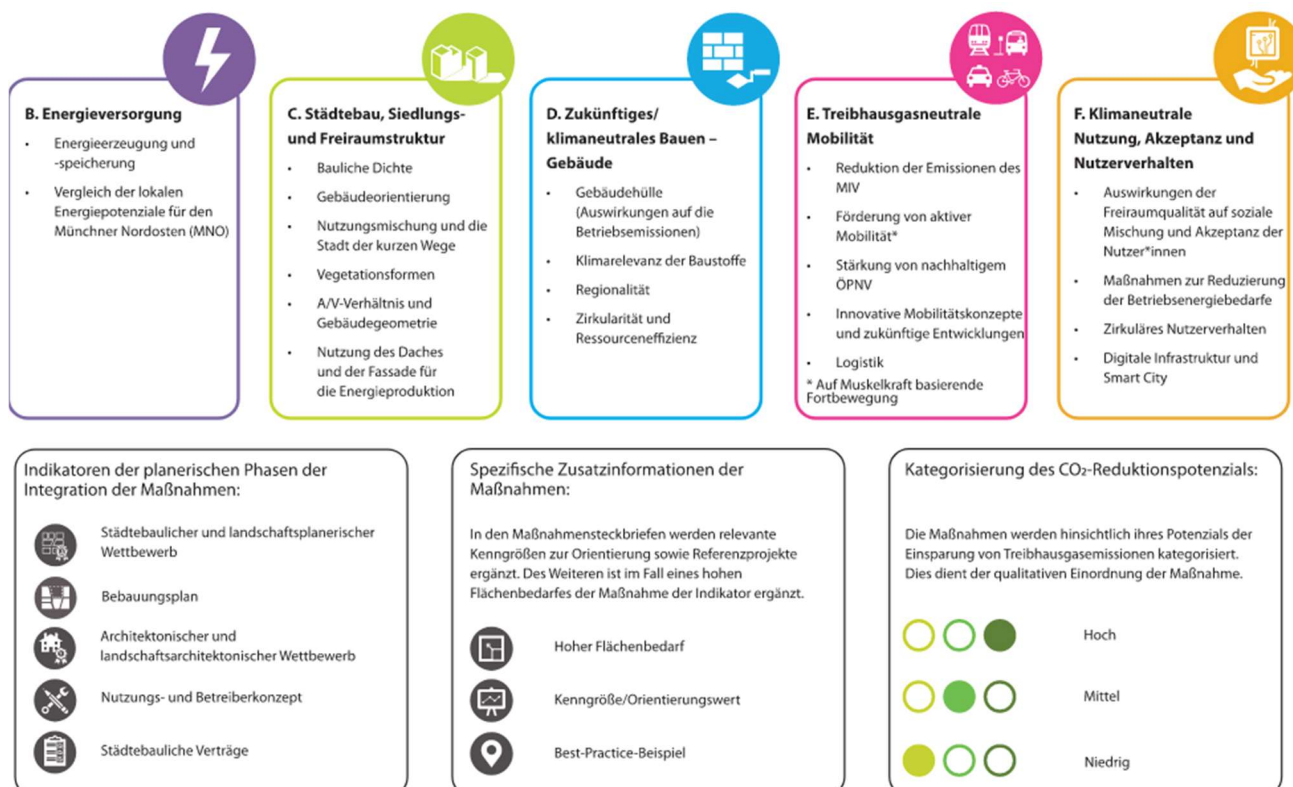 B. Energieversorgung
• Energieerzeugung und
-speicherung
• Vergleich der lokalen
Energiepotenziale für den
Münchner Nordosten (MNO)
C. Städtebau, Siedlungs-
und Freiraumstruktur
• Bauliche Dichte
• Gebäudeorientierung
• Nutzungsmischung und die
Stadt der kurzen Wege
• Vegetationsformen
• A/V-Verhältnis und
Gebäudegeometrie
• Nutzung des Daches
und der Fassade für
die Energieproduktion
D. Zukünftiges/
klimaneutrales Bauen –
Gebäude
• Gebäudehülle
(Auswirkungen auf die
Betriebsemissionen)
• Klimarelevanz der Baustoffe
• Regionalität
• Zirkularität und
Ressourceneffizienz
E. Treibhausgasneutrale
Mobilität
• Reduktion der Emissionen des
MIV
• Förderung von aktiver
Mobilität*
• Stärkung von nachhaltigem
ÖPNV
• Innovative Mobilitätskonzepte
und zukünftige Entwicklungen
• Logistik
* Auf Muskelkraft basierende
Fortbewegung
F. Klimaneutrale
Nutzung, Akzeptanz und
Nutzerverhalten
• Auswirkungen der
Freiraumqualität auf soziale
Mischung und Akzeptanz der
Nutzer*innen
• Maßnahmen zur Reduzierung
der Betriebsenergiebedarfe
• Zirkuläres Nutzerverhalten
• Digitale Infrastruktur und
Smart City
Indikatoren der planerischen Phasen der
Integration der Maßnahmen:
Städtebaulicher und landschaftsplanerischer
Wettbewerb
Bebauungsplan
Architektonischer und
landschaftsarchitektonischer Wettbewerb
Nutzungs- und Betreiberkonzept
Städtebauliche Verträge
Spezifische Zusatzinformationen der
Maßnahmen:
In den Maßnahmensteckbriefen werden relevante
Kenngrößen zur Orientierung sowie Referenzprojekte
ergänzt. Des Weiteren ist im Fall eines hohen
Flächenbedarfes der Maßnahme der Indikator ergänzt.
Hoher Flächenbedarf
Kenngröße/Orientierungswert
Best-Practice-Beispiel
Kategorisierung des CO₂-Reduktionspotenzials:
Die Maßnahmen werden hinsichtlich ihres Potenzials der
Einsparung von Treibhausgasemissionen kategorisiert.
Dies dient der qualitativen Einordnung der Maßnahme.
Hoch
Mittel
Niedrig